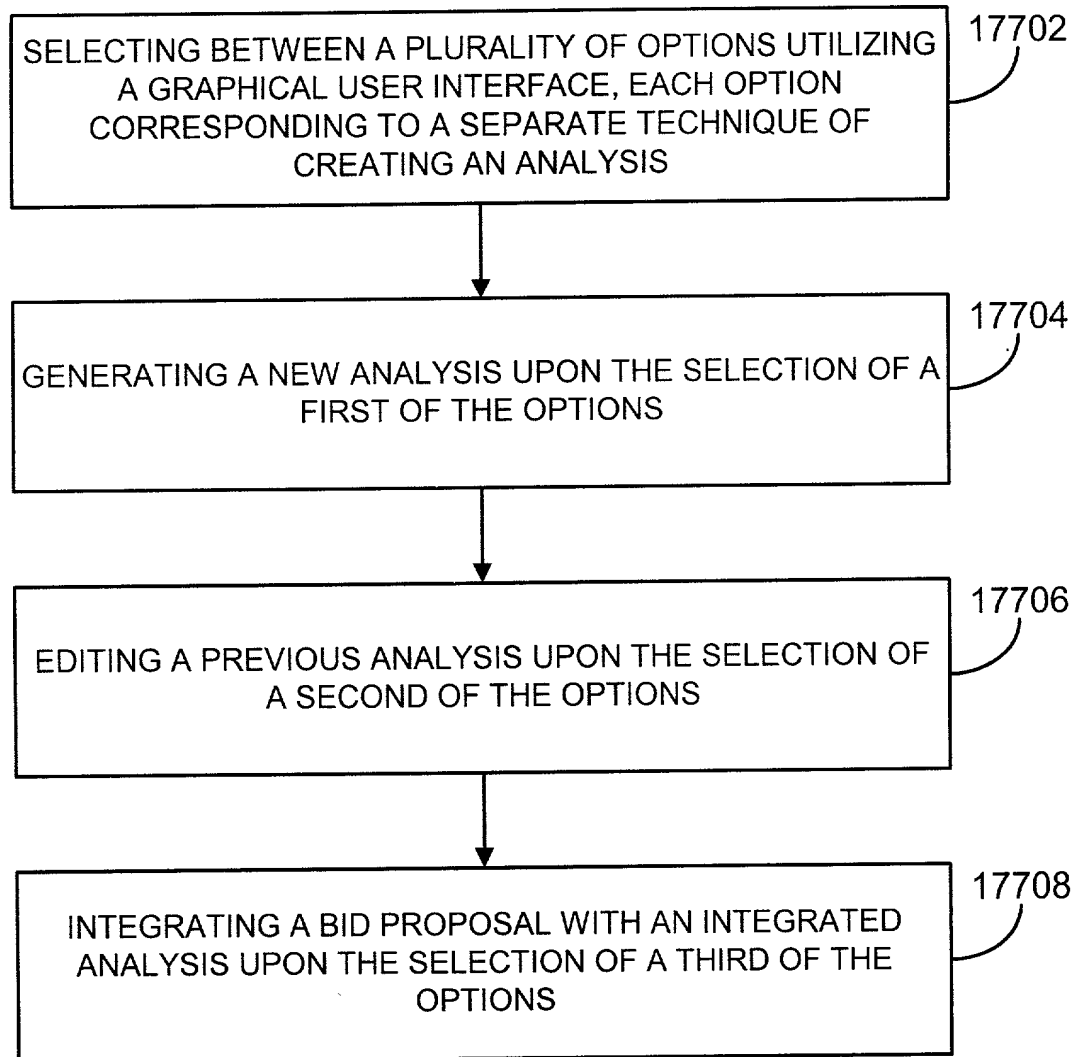 SELECTING BETWEEN A PLURALITY OF OPTIONS UTILIZING
A GRAPHICAL USER INTERFACE, EACH OPTION
CORRESPONDING TO A SEPARATE TECHNIQUE OF
CREATING AN ANALYSIS
17702
GENERATING A NEW ANALYSIS UPON THE SELECTION OF A
FIRST OF THE OPTIONS
17704
EDITING A PREVIOUS ANALYSIS UPON THE SELECTION OF
A SECOND OF THE OPTIONS
17706
INTEGRATING A BID PROPOSAL WITH AN INTEGRATED
ANALYSIS UPON THE SELECTION OF A THIRD OF THE
OPTIONS
17708